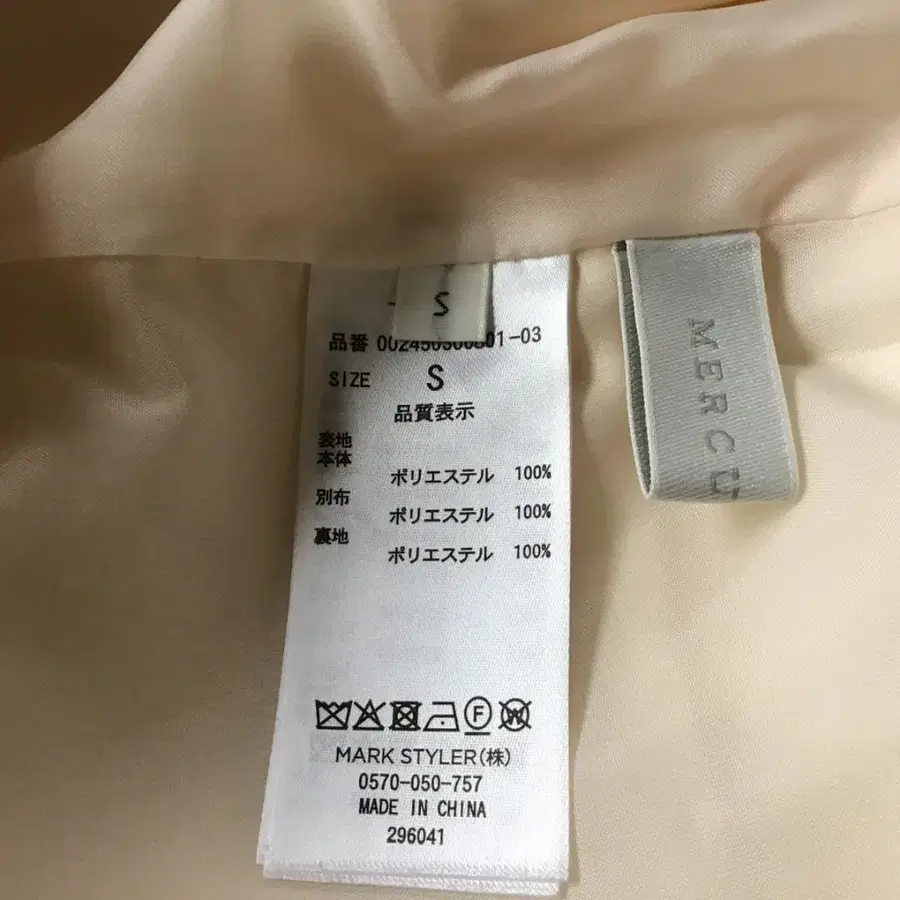 S
品番 002450300801-03
SIZE S
品質表示
表地
本体 ポリエステル 100%
別布 ポリエステル 100%
裏地 ポリエステル 100%
F W
MARK STYLER(株)
0570-050-757
MADE IN CHINA
296041
MERCU